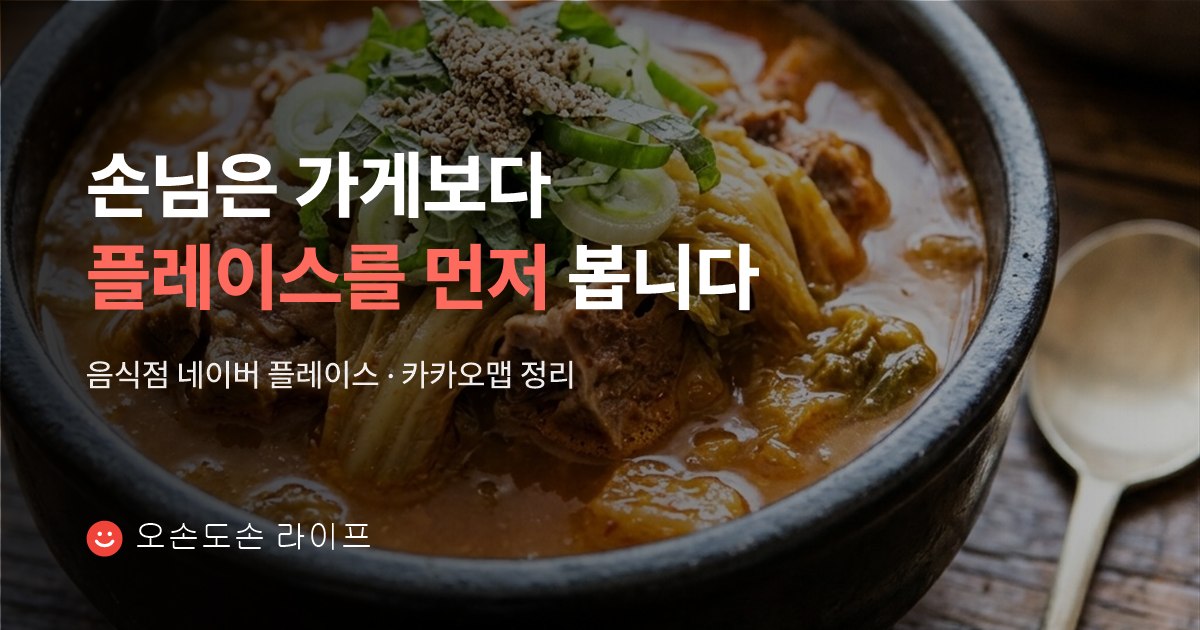 손님은 가게보다
플레이스를 먼저 봅니다
음식점 네이버 플레이스 · 카카오맵 정리
오손도손 라이프